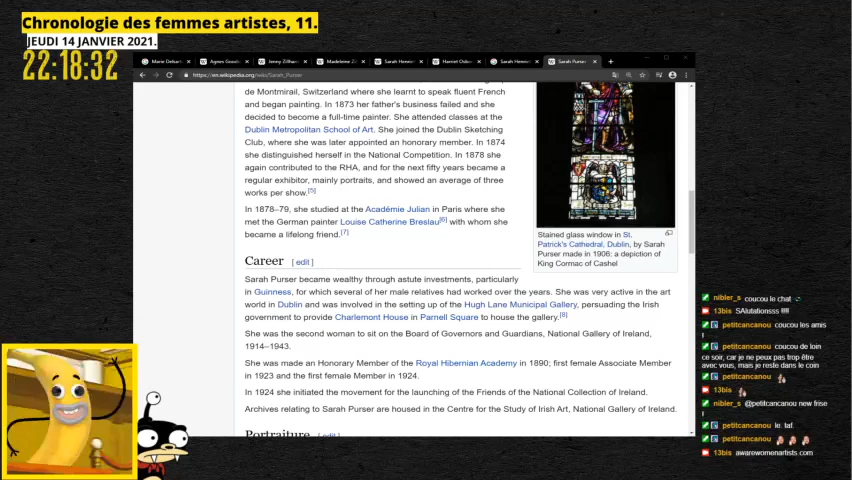 Chronologie des femmes artistes, 11.
JEUDI 14 JANVIER 2021.
22:18:32
Marie Debart
Agnes Goods
Jenny Zillhar
Madeleine Zi
Sarah Henri
Harriet Osbo
Sarah Henri
Sarah Purser
https://en.wikipedia.org/wiki/Sarah_Purser
de Montmirail, Switzerland where she learnt to speak fluent French
and began painting. In 1873 her father's business failed and she
decided to become a full-time painter. She attended classes at the
Dublin Metropolitan School of Art. She joined the Dublin Sketching
Club, where she was later appointed an honorary member. In 1874
she distinguished herself in the National Competition. In 1878 she
again contributed to the RHA, and for the next fifty years became a
regular exhibitor, mainly portraits, and showed an average of three
works per show.[5]
In 1878–79, she studied at the Académie Julian in Paris where she
met the German painter Louise Catherine Breslau[6] with whom she
became a lifelong friend.[7]
Stained glass window in St.
Patrick's Cathedral, Dublin, by Sarah
Purser made in 1906; a depiction of
King Cormac of Cashel
Career [ edit ]
Sarah Purser became wealthy through astute investments, particularly
in Guinness, for which several of her male relatives had worked over the years. She was very active in the art
world in Dublin and was involved in the setting up of the Hugh Lane Municipal Gallery, persuading the Irish
government to provide Charlemont House in Parnell Square to house the gallery.[8]
She was the second woman to sit on the Board of Governors and Guardians, National Gallery of Ireland,
1914–1943.
She was made an Honorary Member of the Royal Hibernian Academy in 1890; first female Associate Member
in 1923 and the first female Member in 1924.
In 1924 she initiated the movement for the launching of the Friends of the National Collection of Ireland.
Archives relating to Sarah Purser are housed in the Centre for the Study of Irish Art, National Gallery of Ireland.
Portraiture [ edit ]
nibler_s coucou le chat
13bis SAlutationsss !!!!
petitcancanou coucou les amis
!
petitcancanou coucou de loin
ce soir, car je ne peux pas trop être
avec vous, mais je reste dans le coin
petitcancanou
13bis
nibler_s @petitcancanou new frise
!
petitcancanou le. taf.
petitcancanou
13bis awarewomenartists.com